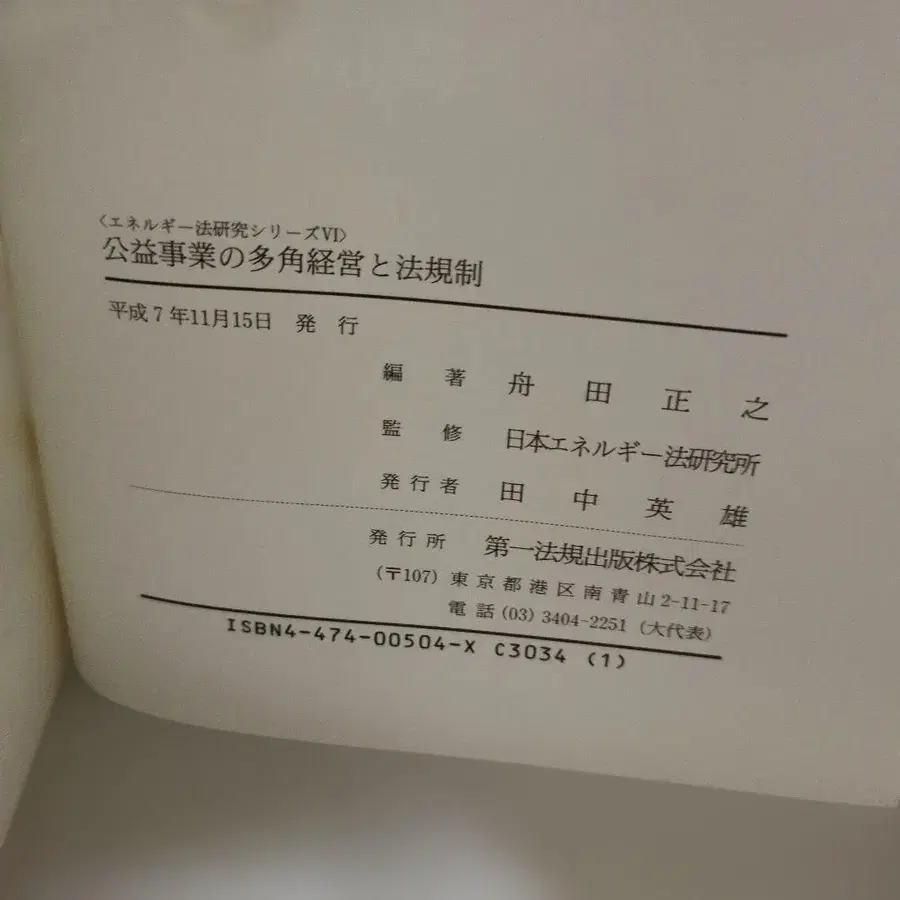 〈エネルギー法研究シリーズⅥ〉
公益事業の多角経営と法規制
平成7年11月15日 発行
編著 舟田正之
監修 日本エネルギー法研究所
発行者 田中英雄
発行所 第一法規出版株式会社
(〒107) 東京都港区南青山2-11-17
電話 (03) 3404-2251 (大代表)
ISBN4-474-00504-X C3034 (1)